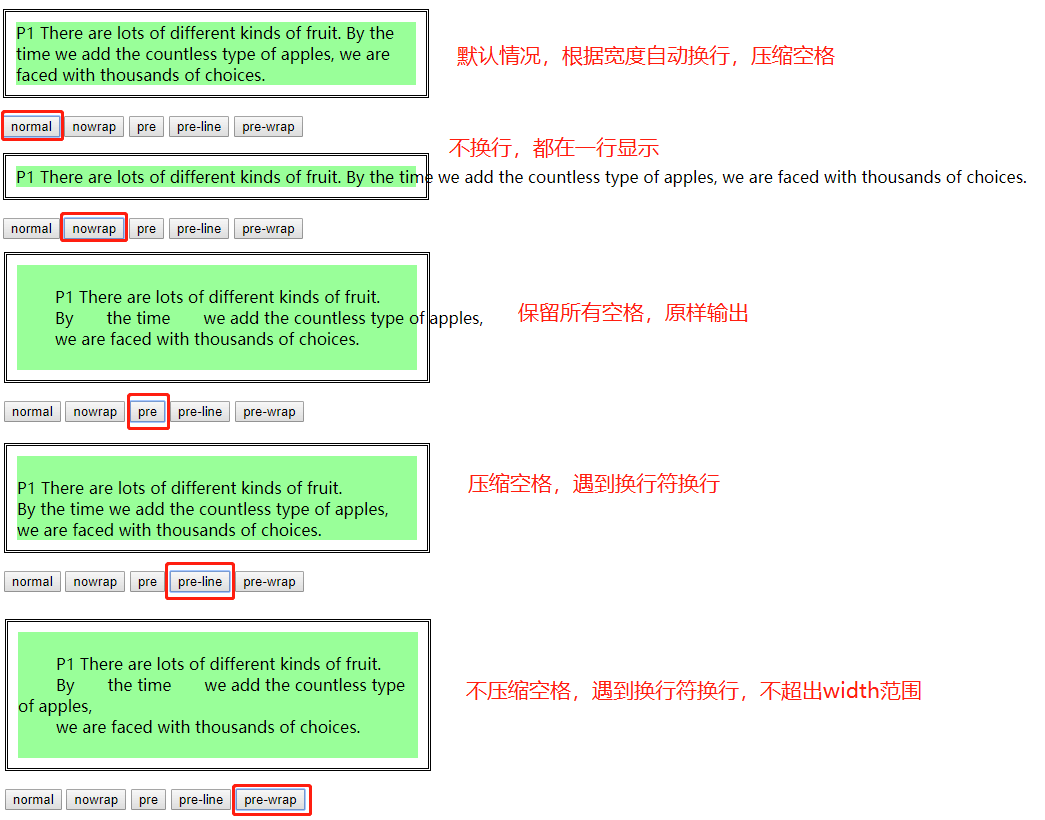 P1 There are lots of different kinds of fruit. By the
time we add the countless type of apples, we are
faced with thousands of choices.
默认情况，根据宽度自动换行，压缩空格
normal nowrap pre pre-line pre-wrap
不换行，都在一行显示
P1 There are lots of different kinds of fruit. By the time we add the countless type of apples, we are faced with thousands of choices.
normal nowrap pre pre-line pre-wrap
P1 There are lots of different kinds of fruit.
By the time we add the countless type of apples,
we are faced with thousands of choices.
保留所有空格，原样输出
normal nowrap pre pre-line pre-wrap
P1 There are lots of different kinds of fruit.
By the time we add the countless type of apples,
we are faced with thousands of choices.
压缩空格，遇到换行符换行
normal nowrap pre pre-line pre-wrap
P1 There are lots of different kinds of fruit.
By the time we add the countless type
of apples,
we are faced with thousands of choices.
不压缩空格，遇到换行符换行，不超出width范围
normal nowrap pre pre-line pre-wrap